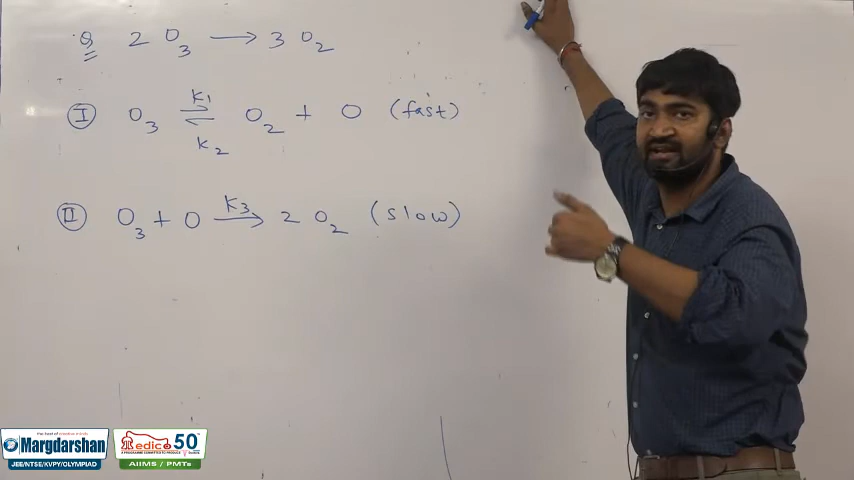 Q 2 O3 → 3 O2
I O3 ⇌ O2 + O (fast)
K1
K2
II O3 + O → 2 O2 (slow)
K3
Margdarshan
JEE/NTSE/KVPY/OLYMPIAD
Medico 50
AIIMS / PMTs